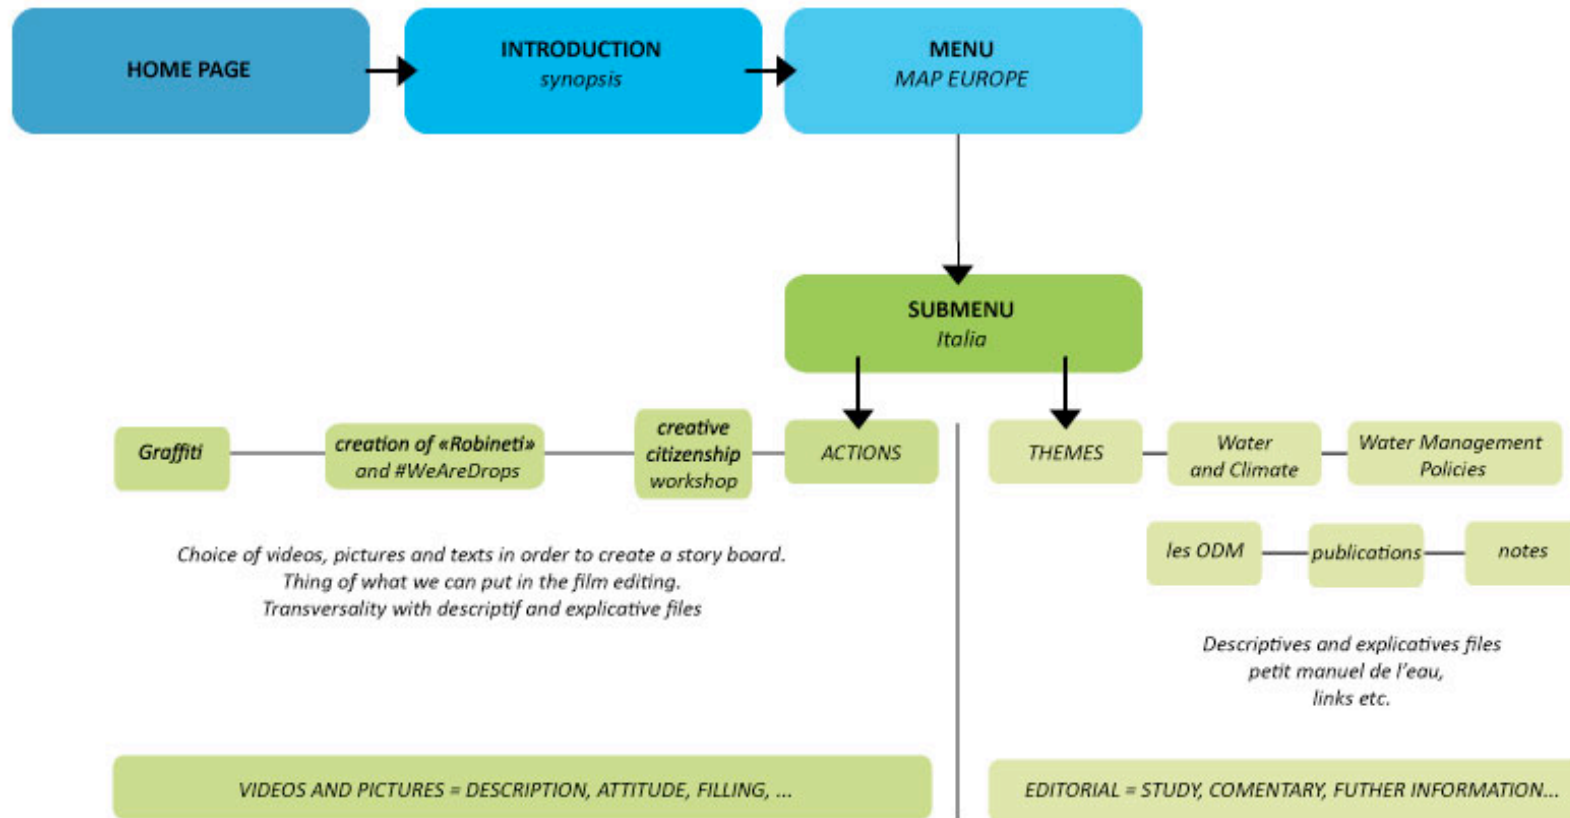 HOME PAGE
INTRODUCTION
synopsis
MENU
MAP EUROPE
SUBMENU
Italia
Graffiti
creation of «Robineti»
and #WeAreDrops
creative
citizenship
workshop
ACTIONS
THEMES
Water
and Climate
Water Management
Policies
les ODM
publications
notes
Choice of videos, pictures and texts in order to create a story board.
Thing of what we can put in the film editing.
Transversality with descriptif and explicative files
Descriptives and explicatives files
petit manuel de l'eau,
links etc.
VIDEOS AND PICTURES = DESCRIPTION, ATTITUDE, FILLING, ...
EDITORIAL = STUDY, COMENTARY, FUTHER INFORMATION...